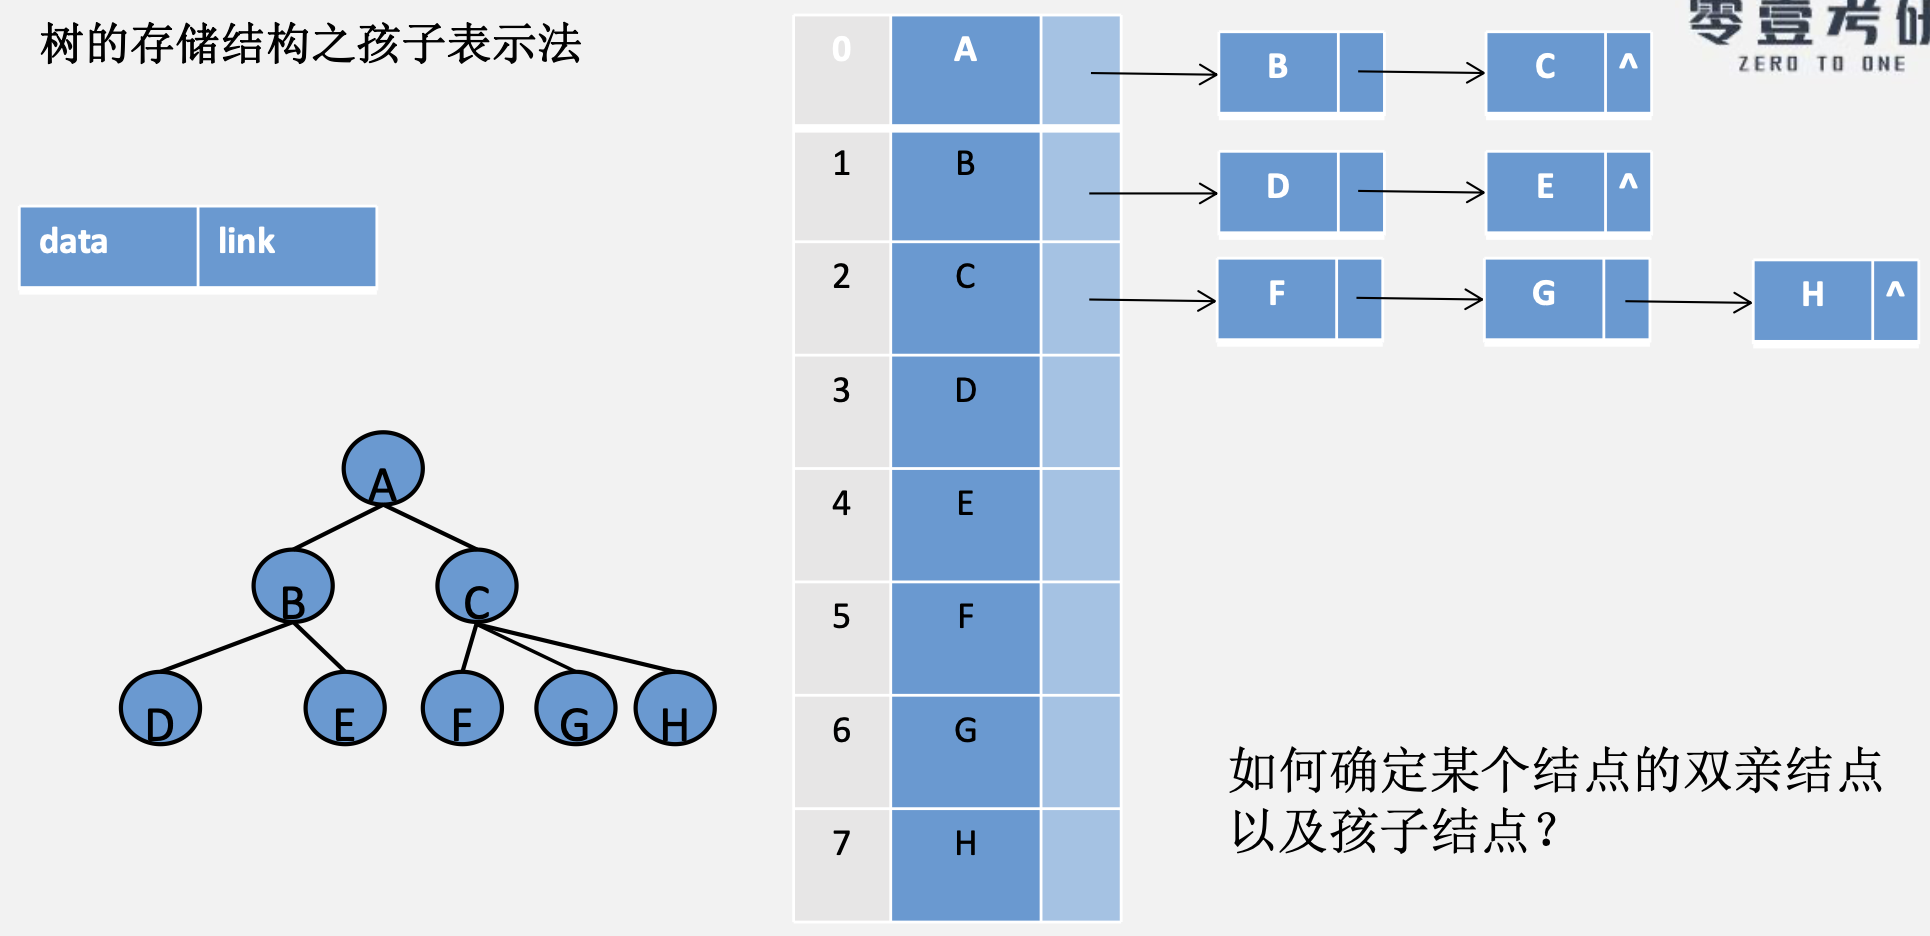 树的存储结构之孩子表示法
零壹考研
ZERO TO ONE
data link
0 A B C ^
1 B D E ^
2 C F G H ^
3 D
4 E
5 F
6 G
7 H
A
B C
D E F G H
如何确定某个结点的双亲结点
以及孩子结点？